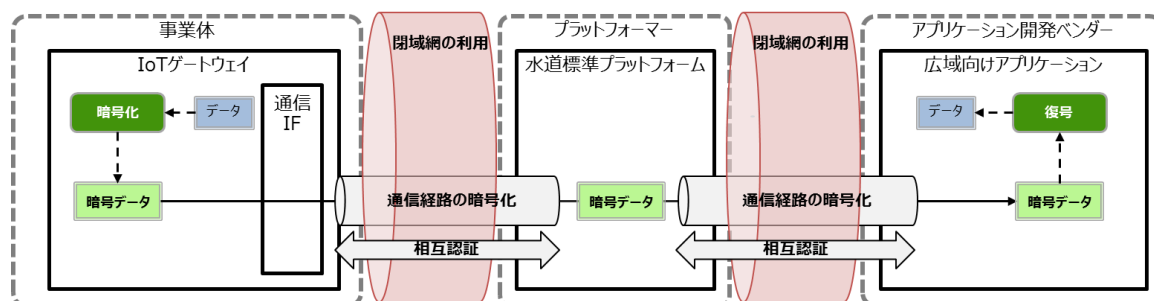 事業体
IoTゲートウェイ
暗号化
データ
通信
IF
暗号データ
閉域網の利用
通信経路の暗号化
相互認証
プラットフォーマー
水道標準プラットフォーム
暗号データ
閉域網の利用
通信経路の暗号化
相互認証
アプリケーション開発ベンダー
広域向けアプリケーション
データ
復号
暗号データ